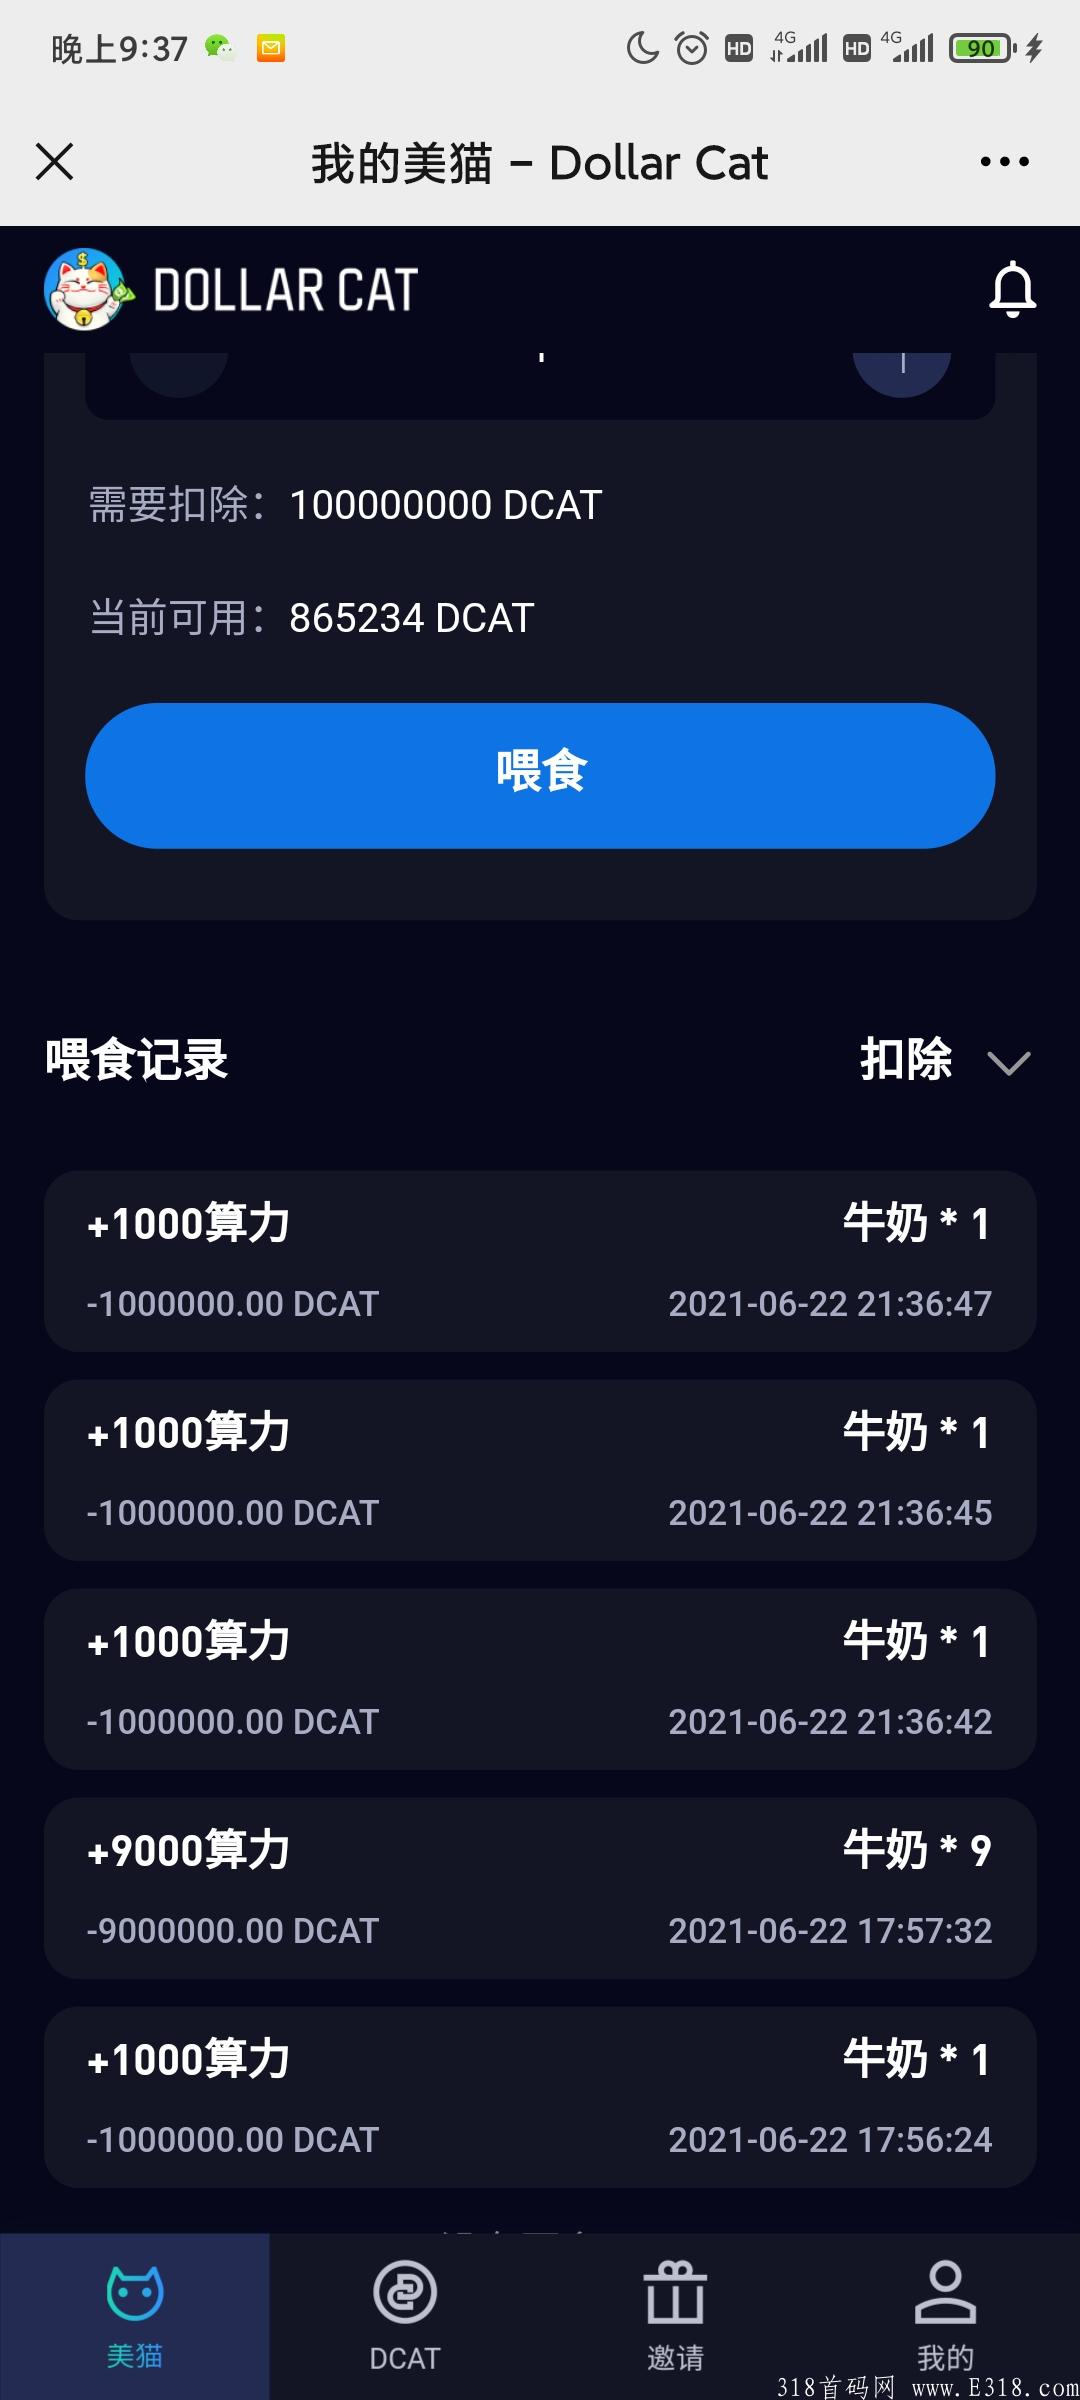 晚上9:37
HD 4G HD 4G 90
我的美猫 – Dollar Cat
DOLLAR CAT
需要扣除：100000000 DCAT
当前可用：865234 DCAT
喂食
喂食记录 扣除
+1000算力 牛奶 * 1
-1000000.00 DCAT 2021-06-22 21:36:47
+1000算力 牛奶 * 1
-1000000.00 DCAT 2021-06-22 21:36:45
+1000算力 牛奶 * 1
-1000000.00 DCAT 2021-06-22 21:36:42
+9000算力 牛奶 * 9
-9000000.00 DCAT 2021-06-22 17:57:32
+1000算力 牛奶 * 1
-1000000.00 DCAT 2021-06-22 17:56:24
美猫 DCAT 邀请 我的
318首码网 www.E318.com